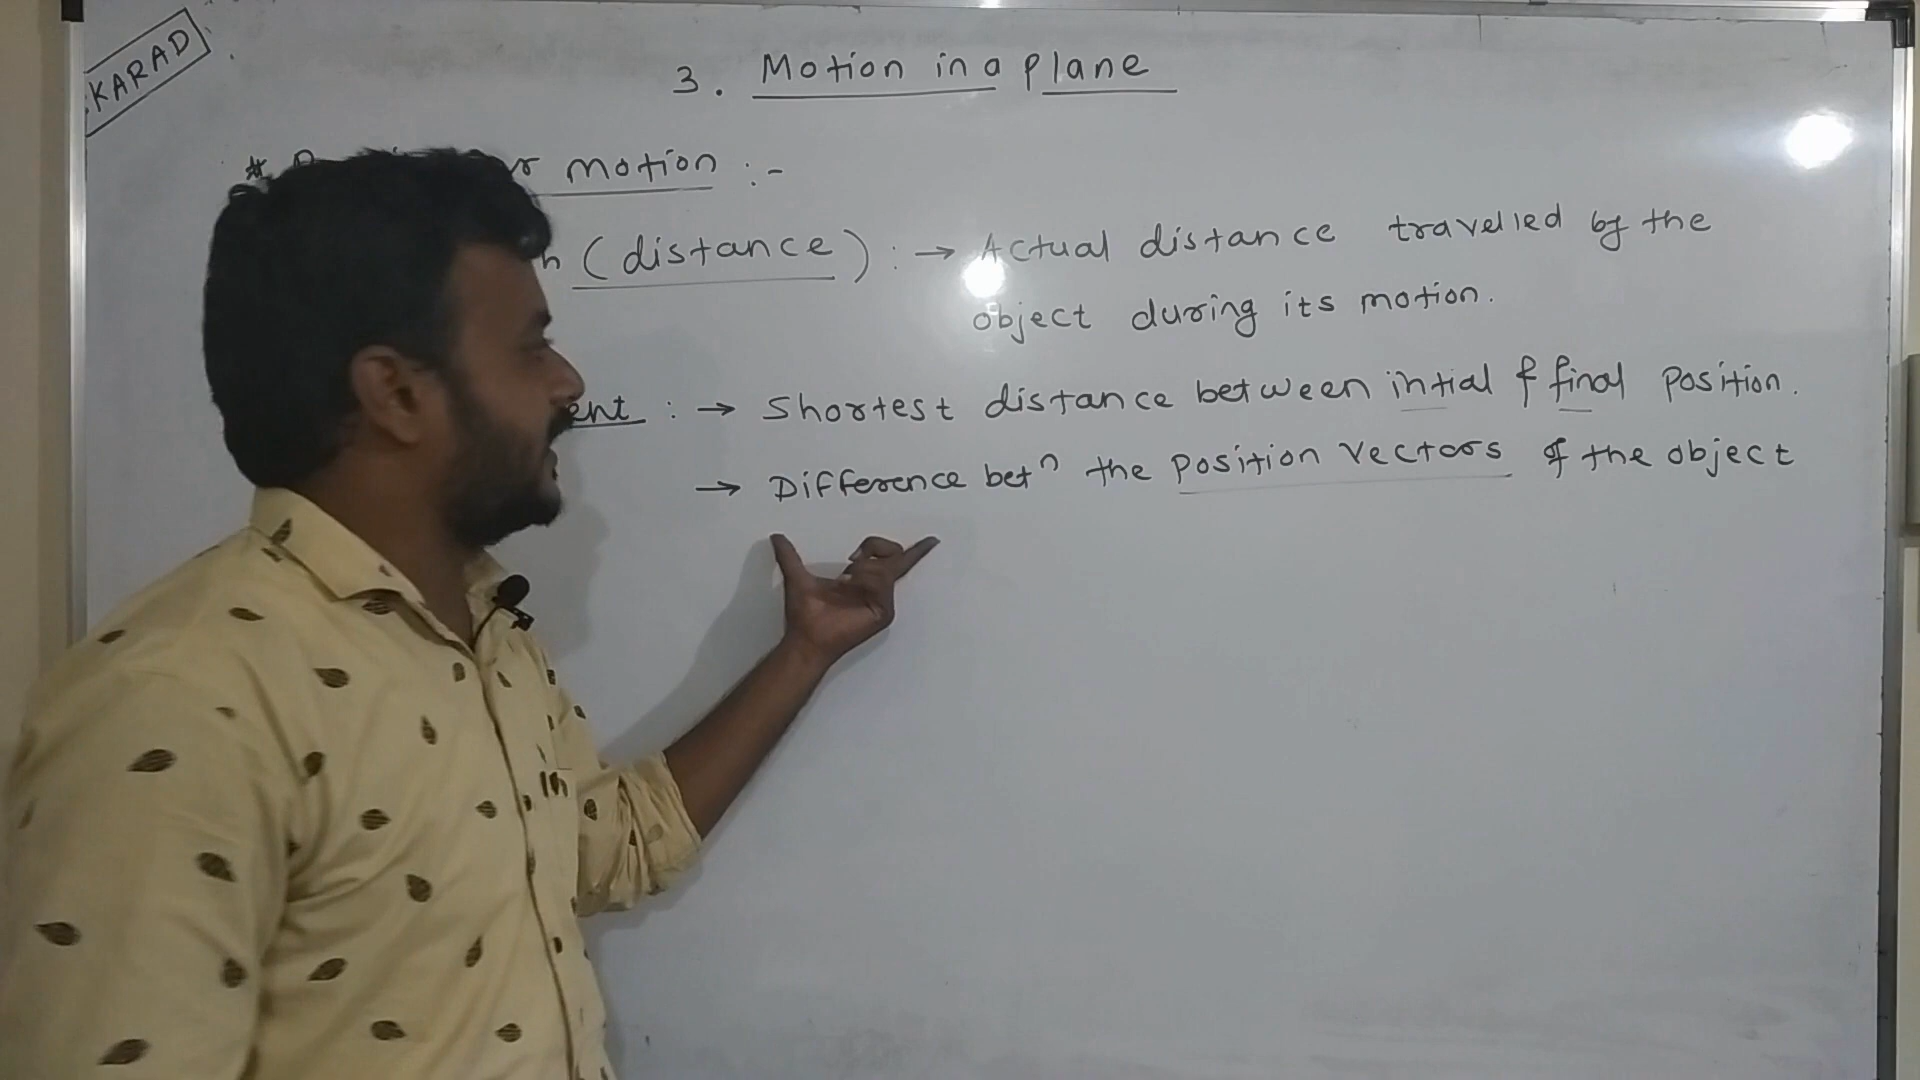 KARAD
3. Motion in a plane
* motion :-
(distance) : → Actual distance travelled by the
object during its motion.
: → Shortest distance between intial & final position.
→ Difference betⁿ the position vectors of the object